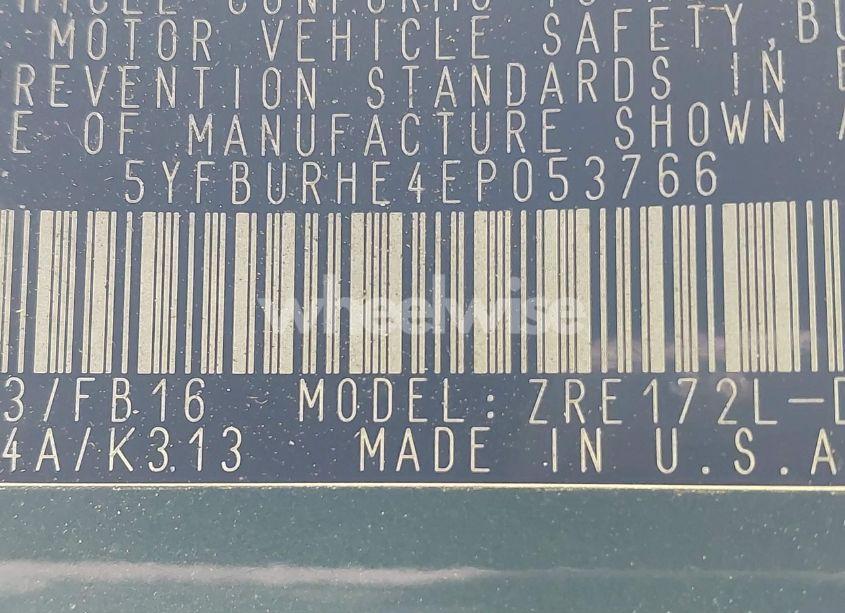 MOTOR VEHICLE SAFETY, BU
REVENTION STANDARDS IN
E OF MANUFACTURE SHOWN A
5YFBURHE4EP053766
wheelwise
3/FB16 MODEL: ZRE172L-D
4A/K313 MADE IN U.S.A